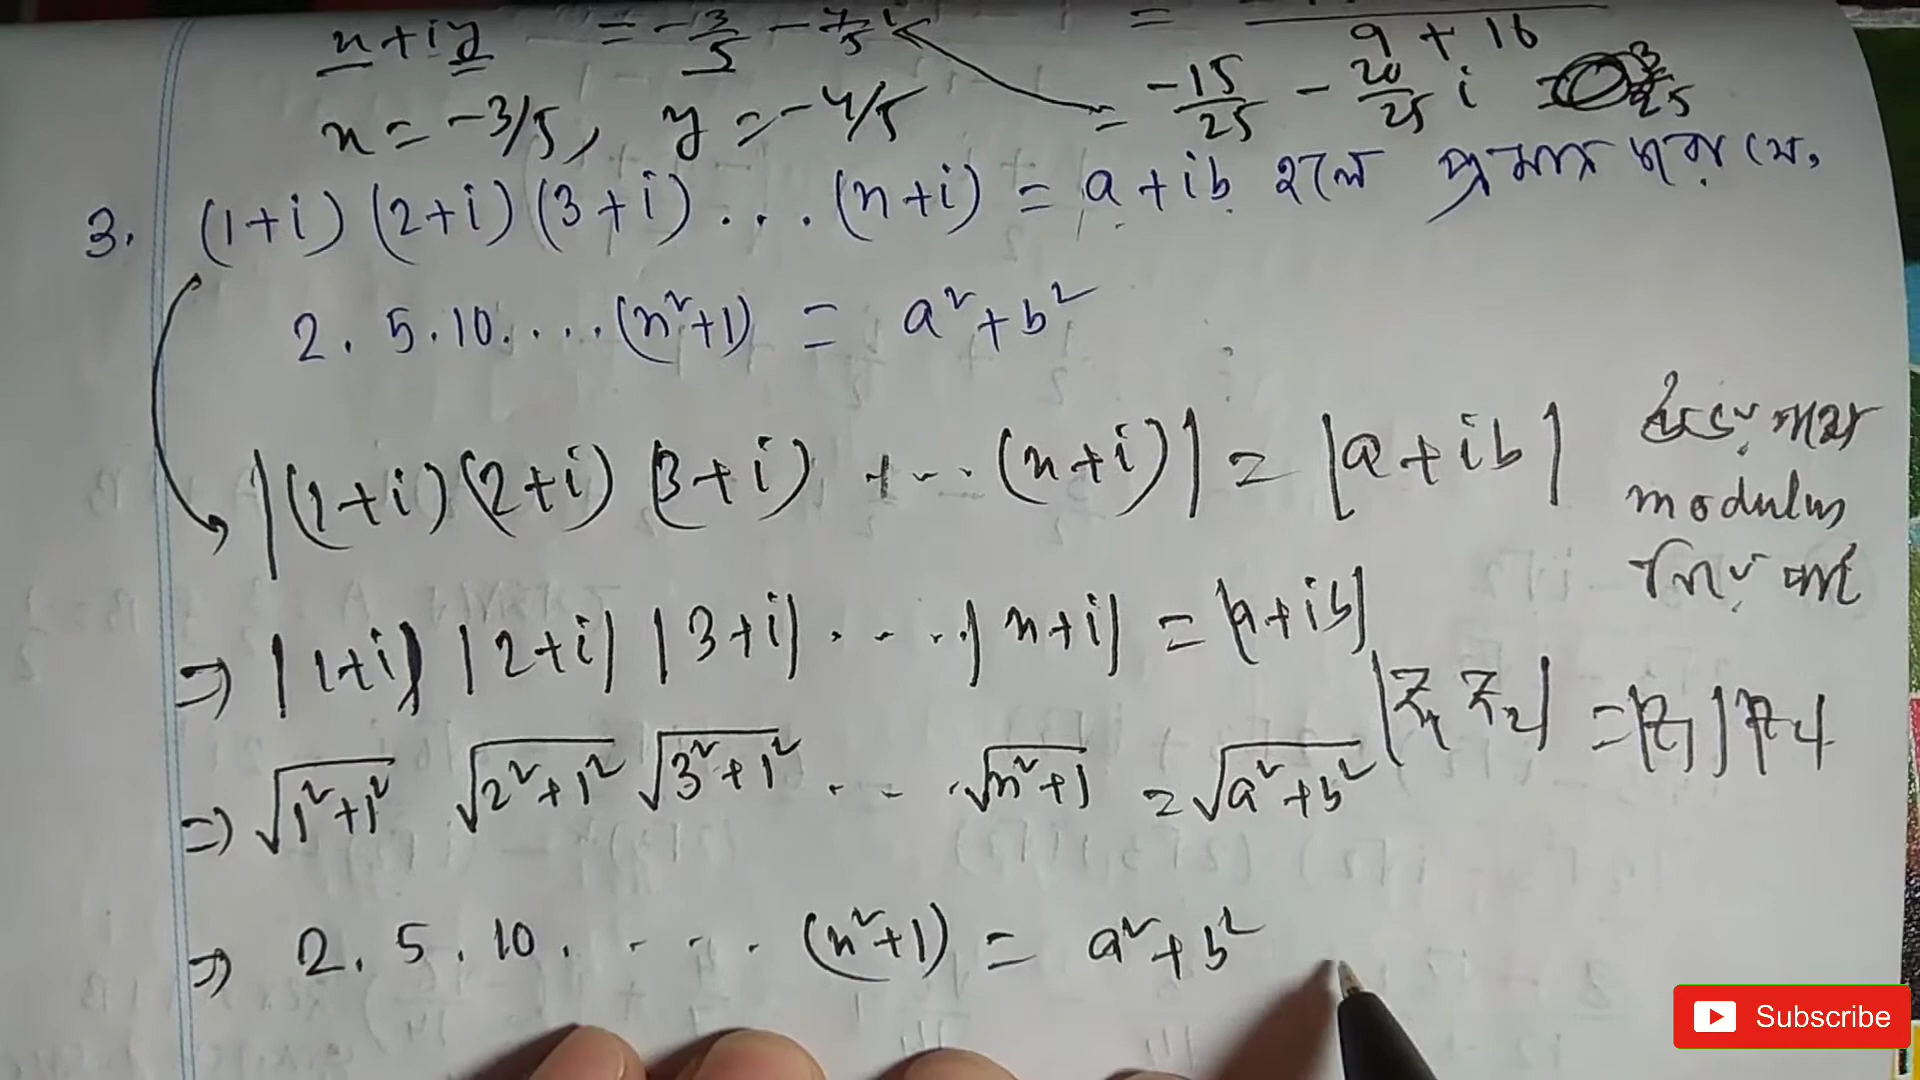 x+iy = -3/5 - 4/5 i
= 9 + 16
x = -3/5, y = -4/5
= -15/25 - 20/25 i
3. (1+i) (2+i) (3+i) ... (n+i) = a+ib হলে প্রমাণ কর যে,
2 . 5 . 10 . ... (n²+1) = a²+b²
|(1+i) (2+i) (3+i) ... (n+i)| = |a+ib|
modulus
নিয়ে পাই
⇒ |1+i| |2+i| |3+i| ... |n+i| = |a+ib|
|z₁ z₂| = |z₁| |z₂|
⇒ √1²+1² √2²+1² √3²+1² ... √n²+1 = √a²+b²
⇒ 2 . 5 . 10 . ... (n²+1) = a²+b²
Subscribe